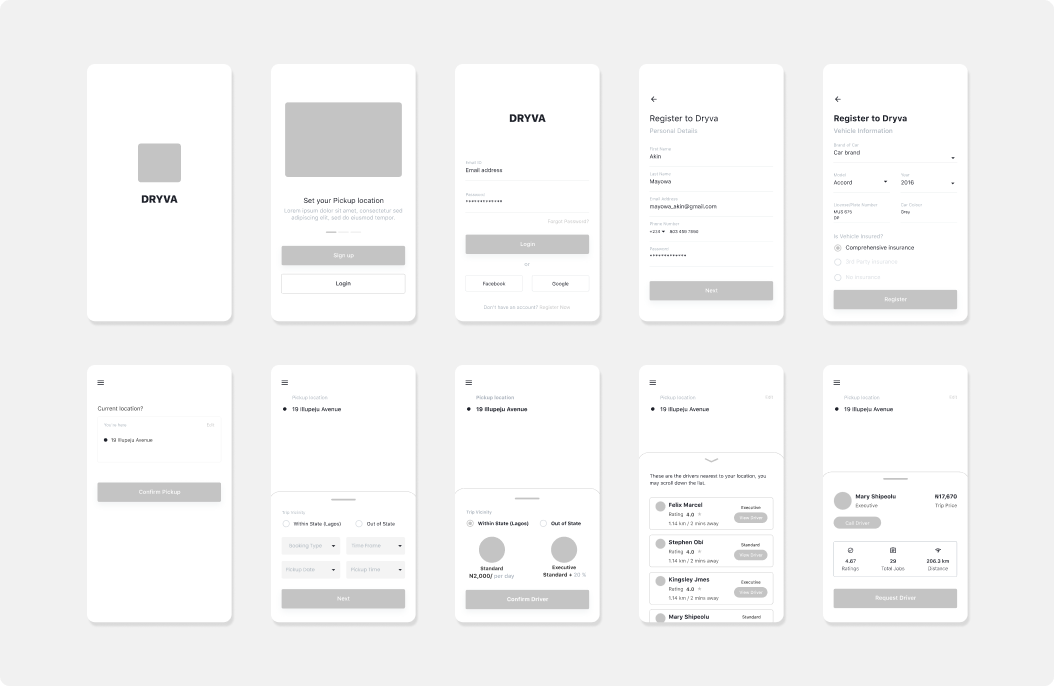 DRYVA
Set your Pickup location
Lorem ipsum dolor sit amet, consectetur sed
adipiscing elit, sed do eiusmod tempor.
Sign up
Login
DRYVA
Email ID
Email address
Password
*************
Forgot Password?
Login
or
Facebook
Google
Don't have an account? Register Now
Register to Dryva
Personal Details
First Name
Akin
Last Name
Mayowa
Email Address
mayowa_akin@gmail.com
Phone Number
+234 803 456 7890
Password
*************
Next
Register to Dryva
Vehicle Information
Brand of Car
Car brand
Model
Accord
Year
2016
License/Plate Number
MUS 675
DP
Car Colour
Grey
Is Vehicle Insured?
Comprehensive insurance
3rd Party Insurance
No Insurance
Register
Current location?
You're here
Edit
19 Illupeju Avenue
Confirm Pickup
Pickup location
19 Illupeju Avenue
Trip Vicinity
Within State (Lagos)
Out of State
Booking Type
Time Frame
Pickup Date
Pickup time
Next
Pickup location
19 Illupeju Avenue
Trip Vicinity
Within State (Lagos)
Out of State
Standard
N2,000/ per day
Executive
Standard + 20 %
Confirm Driver
Pickup location
Edit
19 Illupeju Avenue
These are the drivers nearest to your location, you
may scroll down the list.
Felix Marcel
Executive
Rating 4.0
View Driver
1.14 km / 2 mins away
Stephen Obi
Standard
Rating 4.0
View Driver
1.14 km / 2 mins away
Kingsley Jmes
Executive
Rating 4.0
View Driver
1.14 km / 2 mins away
Mary Shipeolu
Standard
Pickup location
Edit
19 Illupeju Avenue
Mary Shipeolu
₦17,670
Executive
Trip Price
Call Driver
4.67
29
206.3 km
Ratings
Total Jobs
Distance
Request Driver